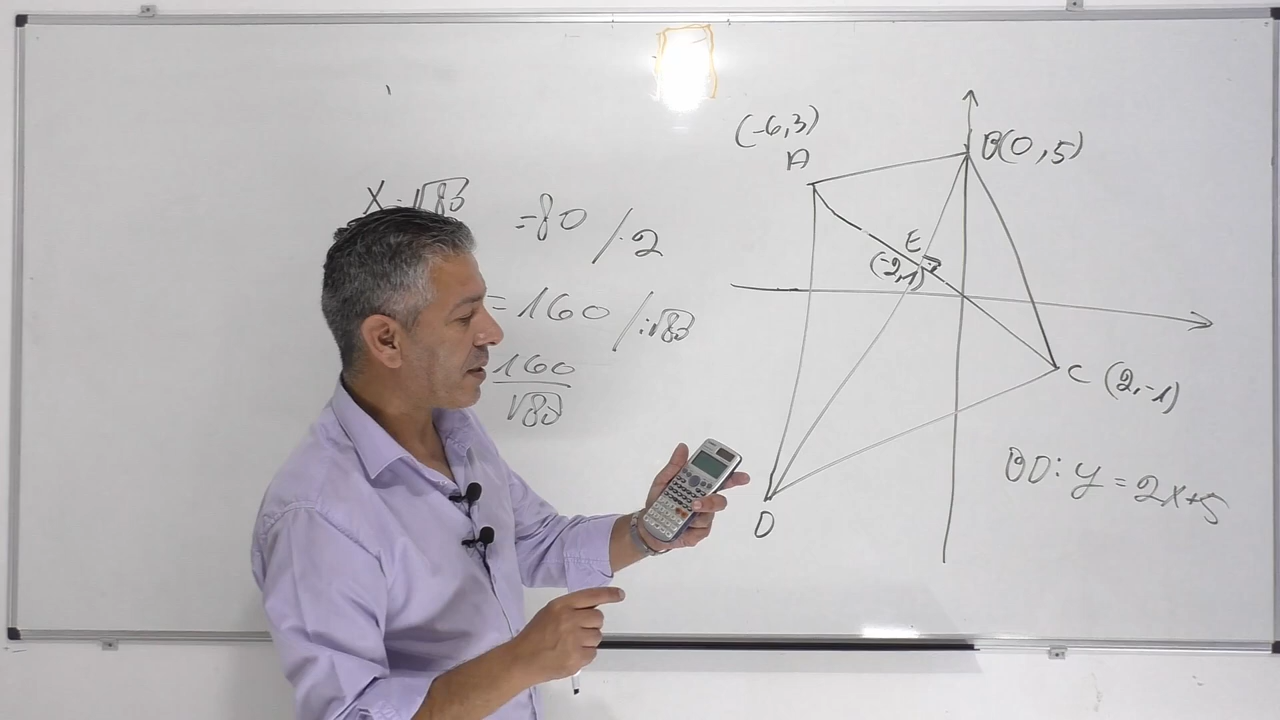 X · √80
= 80 / · 2
= 160 / : √80
160
√80
(-6,3)
A
B(0,5)
E
(-2,1)
C (2,-1)
D
BD: y = 2x+5